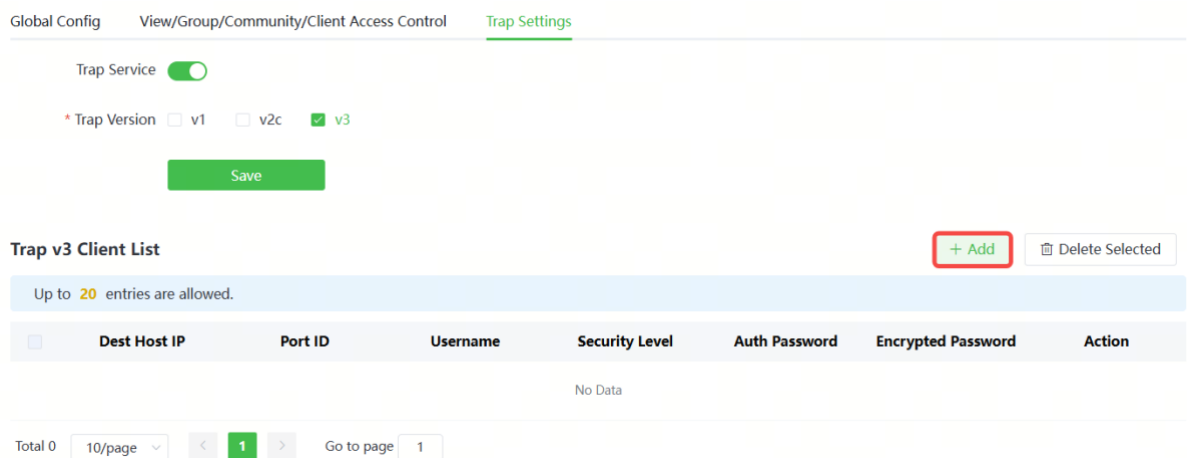 Global Config View/Group/Community/Client Access Control Trap Settings
Trap Service
* Trap Version v1 v2c v3
Save
Trap v3 Client List + Add Delete Selected
Up to 20 entries are allowed.
Dest Host IP Port ID Username Security Level Auth Password Encrypted Password Action
No Data
Total 0 10/page < 1 > Go to page 1